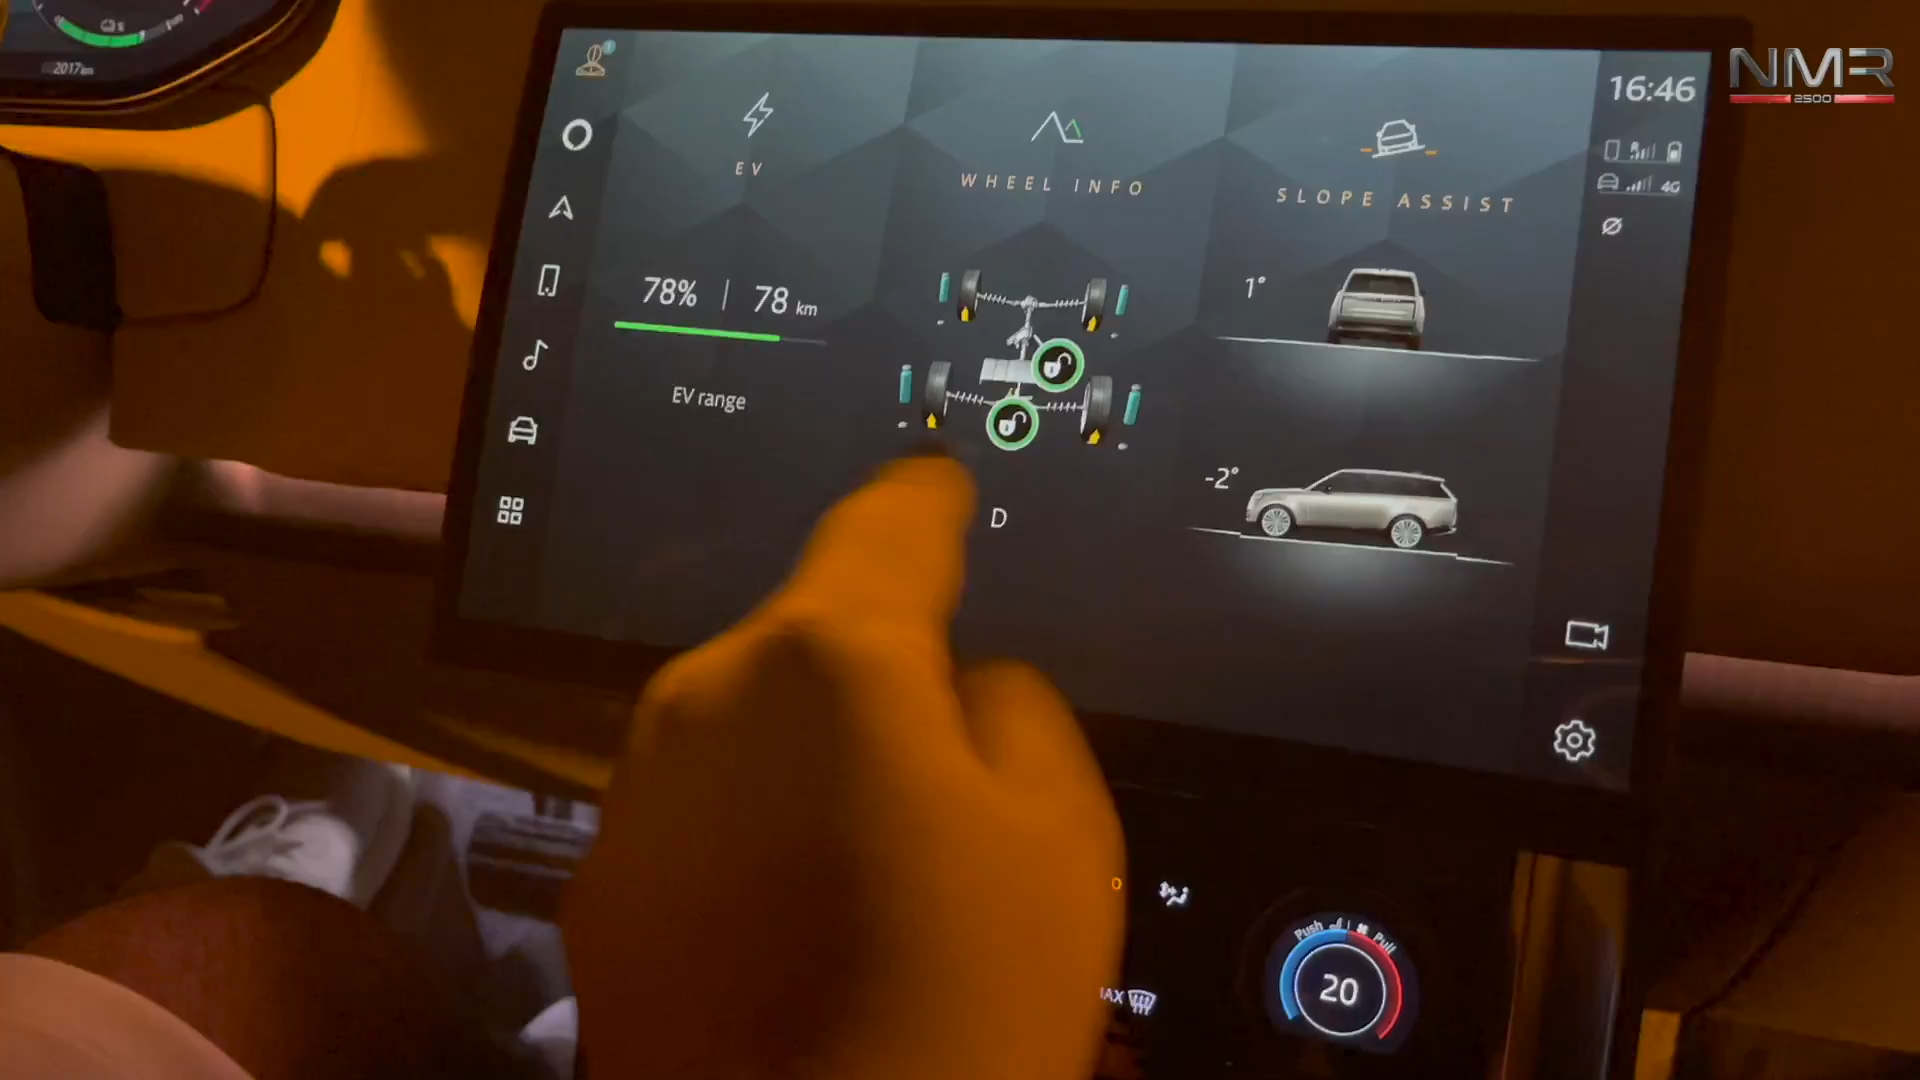 2017km
16:46
NMR
2500
4G
EV
WHEEL INFO
SLOPE ASSIST
78% | 78 km
EV range
1°
-2°
D
Push
Pull
20